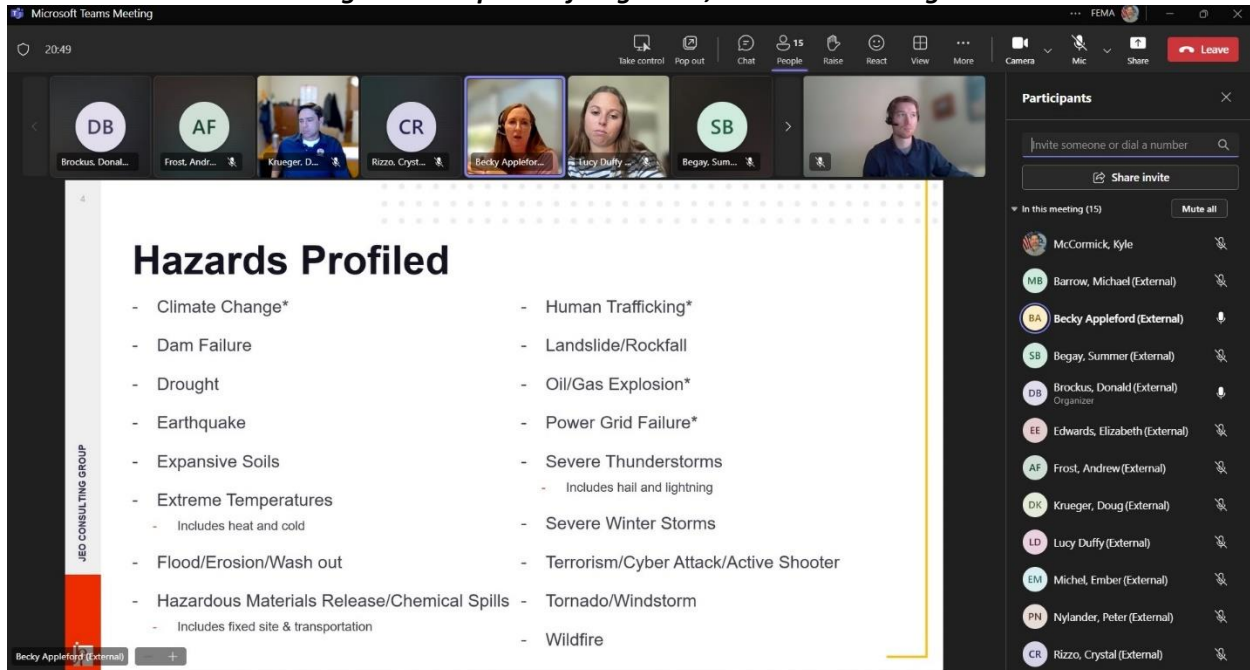 Microsoft Teams Meeting
FEMA
20:49
Take control
Pop out
Chat
15
People
Raise
React
View
More
Camera
Mic
Share
Leave
DB
Brockus, Donal...
AF
Frost, Andr...
Krueger, D...
CR
Rizzo, Cryst...
Becky Applefor...
Lucy Duffy ...
SB
Begay, Sum...
4
Hazards Profiled
- Climate Change*
- Dam Failure
- Drought
- Earthquake
- Expansive Soils
- Extreme Temperatures
- Includes heat and cold
- Flood/Erosion/Wash out
- Hazardous Materials Release/Chemical Spills
- Includes fixed site & transportation
- Human Trafficking*
- Landslide/Rockfall
- Oil/Gas Explosion*
- Power Grid Failure*
- Severe Thunderstorms
- Includes hail and lightning
- Severe Winter Storms
- Terrorism/Cyber Attack/Active Shooter
- Tornado/Windstorm
- Wildfire
JEO CONSULTING GROUP
Becky Appleford (External)
Participants
Invite someone or dial a number
Share invite
In this meeting (15)
Mute all
McCormick, Kyle
MB Barrow, Michael (External)
BA Becky Appleford (External)
SB Begay, Summer (External)
DB Brockus, Donald (External)
Organizer
EE Edwards, Elizabeth (External)
AF Frost, Andrew (External)
DK Krueger, Doug (External)
LD Lucy Duffy (External)
EM Michel, Ember (External)
PN Nylander, Peter (External)
CR Rizzo, Crystal (External)